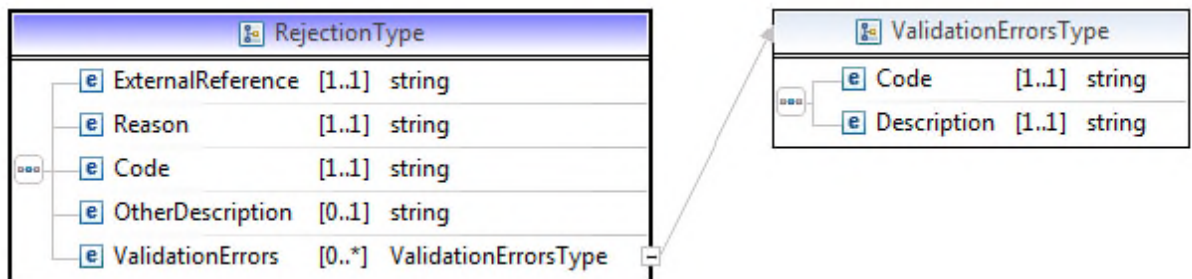 RejectionType
e ExternalReference [1..1] string
e Reason [1..1] string
e Code [1..1] string
e OtherDescription [0..1] string
e ValidationErrors [0..*] ValidationErrorsType
ValidationErrorsType
e Code [1..1] string
e Description [1..1] string